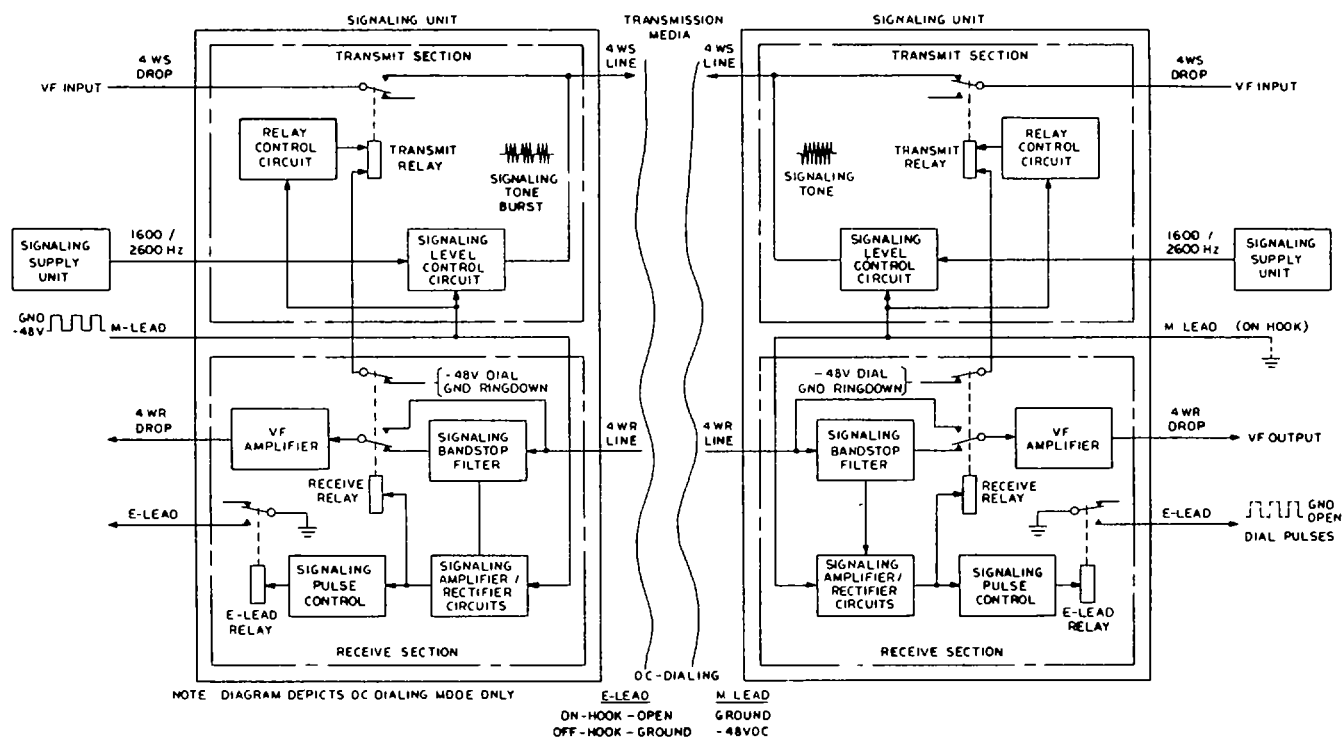 SIGNALING UNIT
TRANSMISSION
MEDIA
SIGNALING UNIT
TRANSMIT SECTION
4WS
LINE
4WS
LINE
TRANSMIT SECTION
4 WS
DROP
VF INPUT
4WS
DROP
VF INPUT
RELAY
CONTROL
CIRCUIT
TRANSMIT
RELAY
SIGNALING
TONE
BURST
SIGNALING
TONE
TRANSMIT
RELAY
RELAY
CONTROL
CIRCUIT
SIGNALING
SUPPLY
UNIT
1600 /
2600 Hz
SIGNALING
LEVEL
CONTROL
CIRCUIT
SIGNALING
LEVEL
CONTROL
CIRCUIT
1600 /
2600 Hz
SIGNALING
SUPPLY
UNIT
GND
-48V
M-LEAD
M LEAD (ON HOOK)
-48V DIAL
GND RINGDOWN
-48V DIAL
GND RINGDOWN
4 WR
DROP
VF
AMPLIFIER
SIGNALING
BANDSTOP
FILTER
4WR
LINE
4WR
LINE
SIGNALING
BANDSTOP
FILTER
VF
AMPLIFIER
4WR
DROP
VF OUTPUT
RECEIVE
RELAY
RECEIVE
RELAY
E-LEAD
E-LEAD
GND
OPEN
DIAL PULSES
E-LEAD
RELAY
SIGNALING
PULSE
CONTROL
SIGNALING
AMPLIFIER /
RECTIFIER
CIRCUITS
SIGNALING
AMPLIFIER/
RECTIFIER
CIRCUITS
SIGNALING
PULSE
CONTROL
E-LEAD
RELAY
RECEIVE SECTION
RECEIVE SECTION
DC-DIALING
NOTE DIAGRAM DEPICTS DC DIALING MODE ONLY
E-LEAD M LEAD
ON-HOOK - OPEN GROUND
OFF-HOOK - GROUND -48VDC